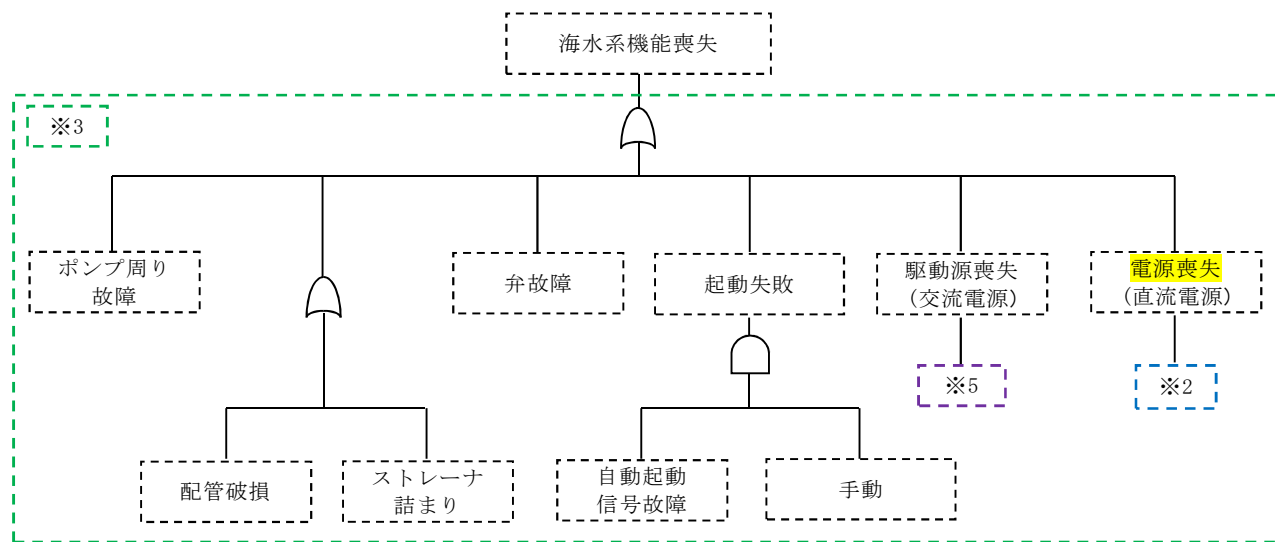 海水系機能喪失
※3
ポンプ周り
故障
弁故障
起動失敗
駆動源喪失
(交流電源)
電源喪失
(直流電源)
※5
※2
配管破損
ストレーナ
詰まり
自動起動
信号故障
手動